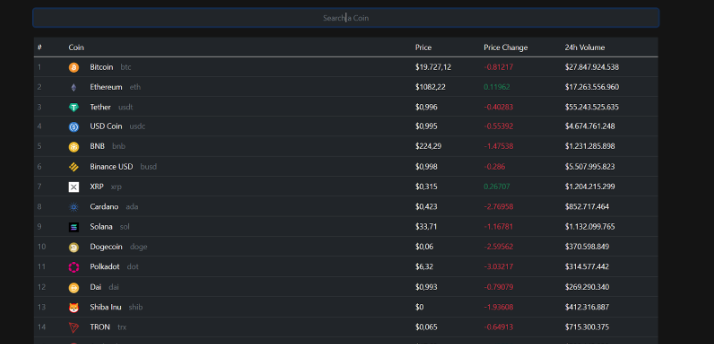 Search a Coin
# Coin Price Price Change 24h Volume
1 Bitcoin btc $19.727,12 -0.81217 $27.847.924.538
2 Ethereum eth $1082,22 0.11962 $17.263.556.960
3 Tether usdt $0,996 -0.40283 $55.243.525.635
4 USD Coin usdc $0,995 -0.55392 $4.674.761.248
5 BNB bnb $224,29 -1.47538 $1.231.285.898
6 Binance USD busd $0,998 -0.286 $5.507.995.823
7 XRP xrp $0,315 0.26707 $1.204.215.299
8 Cardano ada $0,423 -2.76958 $852.717.464
9 Solana sol $33,71 -1.16781 $1.132.099.765
10 Dogecoin doge $0,06 -2.59562 $370.598.849
11 Polkadot dot $6,32 -3.03217 $314.577.442
12 Dai dai $0,993 -0.79079 $269.290.340
13 Shiba Inu shib $0 -1.93608 $412.316.887
14 TRON trx $0,065 -0.64913 $715.300.375